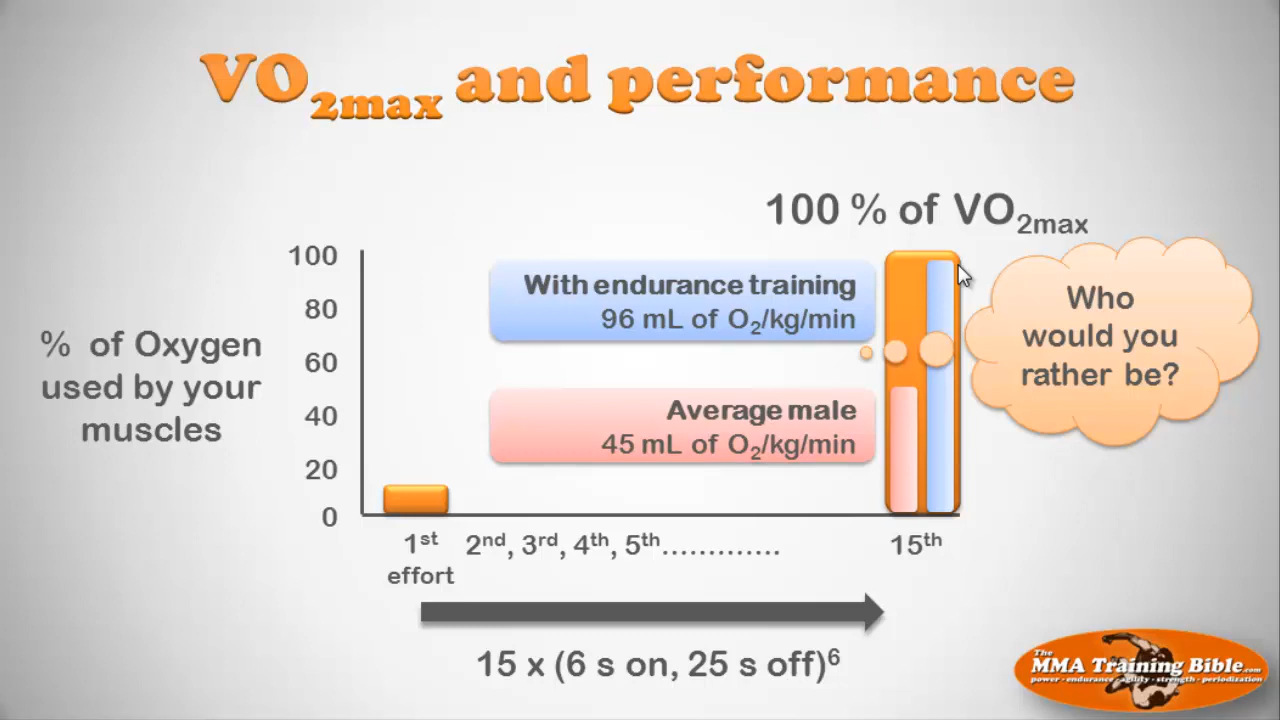 VO2max and performance
100 % of VO2max
100
80
60
40
20
0
% of Oxygen
used by your
muscles
With endurance training
96 mL of O2/kg/min
Average male
45 mL of O2/kg/min
Who
would you
rather be?
1st
effort
2nd, 3rd, 4th, 5th.............
15th
15 x (6 s on, 25 s off)6
The
MMA Training Bible.com
power - endurance - agility - strength - periodization